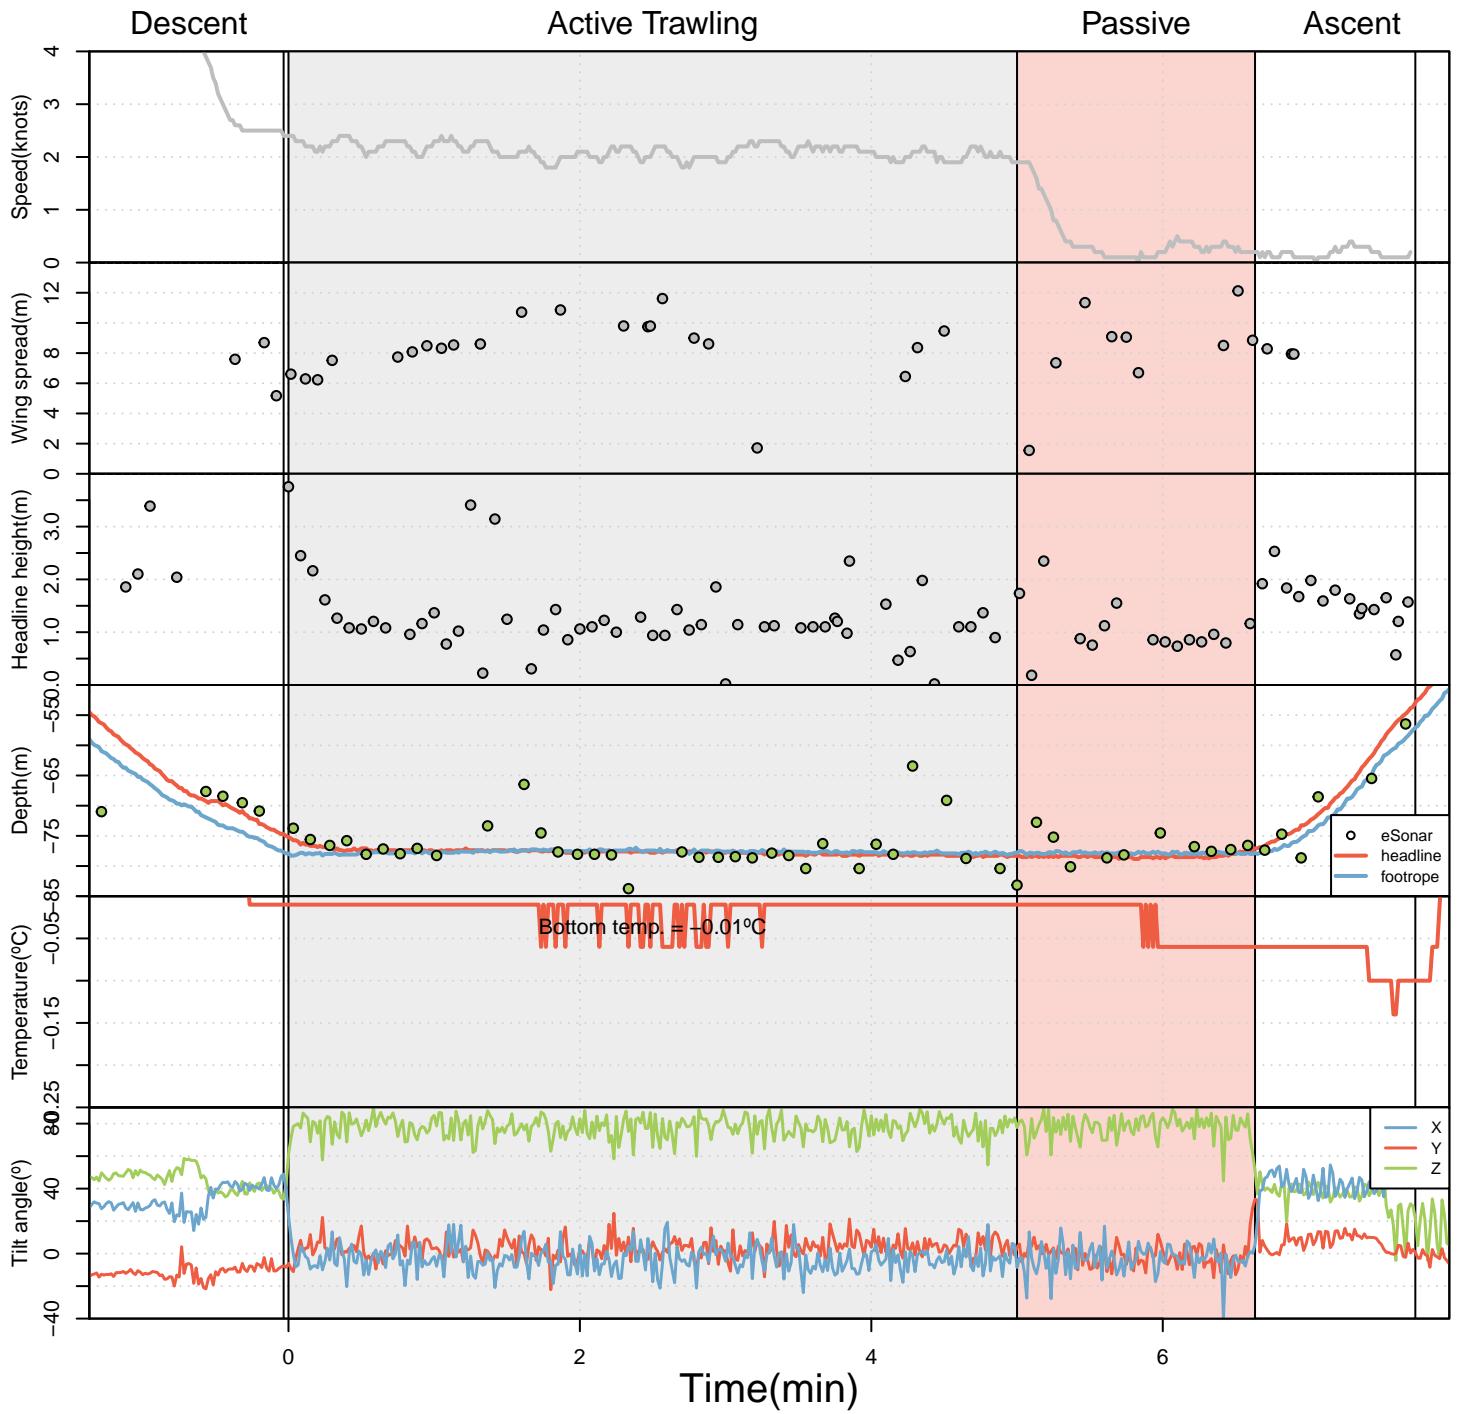 Descent Active Trawling Passive Ascent
Speed(knots)
4
3
2
1
0
Wing spread(m)
12
8
6
4
2
0
Headline height(m)
3.0
2.0
1.0
0.0
Depth(m)
−55
−65
−75
−85
eSonar
headline
footrope
Temperature(ºC)
−0.05
−0.15
−0.25
Bottom temp. = −0.01ºC
Tilt angle(º)
80
40
0
−40
X
Y
Z
0 2 4 6
Time(min)